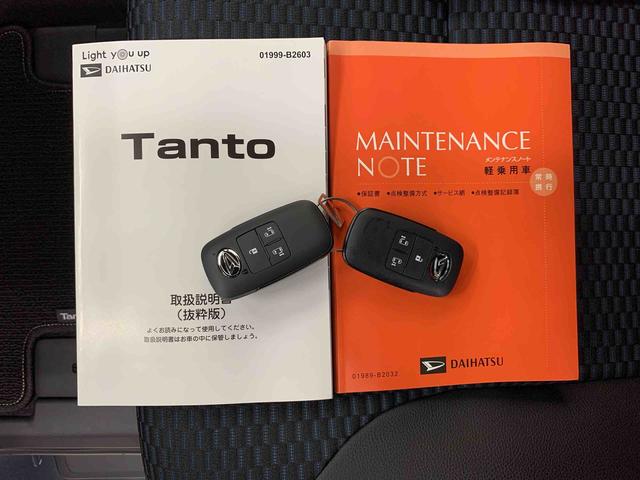 Light you up
DAIHATSU
01999-B2603
Tanto
取扱説明書
(抜粋版)
よくお読みになって使用してください。
取扱説明書はお車の中に保管しましょう。
MAINTENANCE
NOTE
メンテナンスノート
軽乗用車
常時
携行
●保証書 ●点検整備方式 ●サービス網 ●点検整備記録簿
DAIHATSU
01989-B2032
Tanto